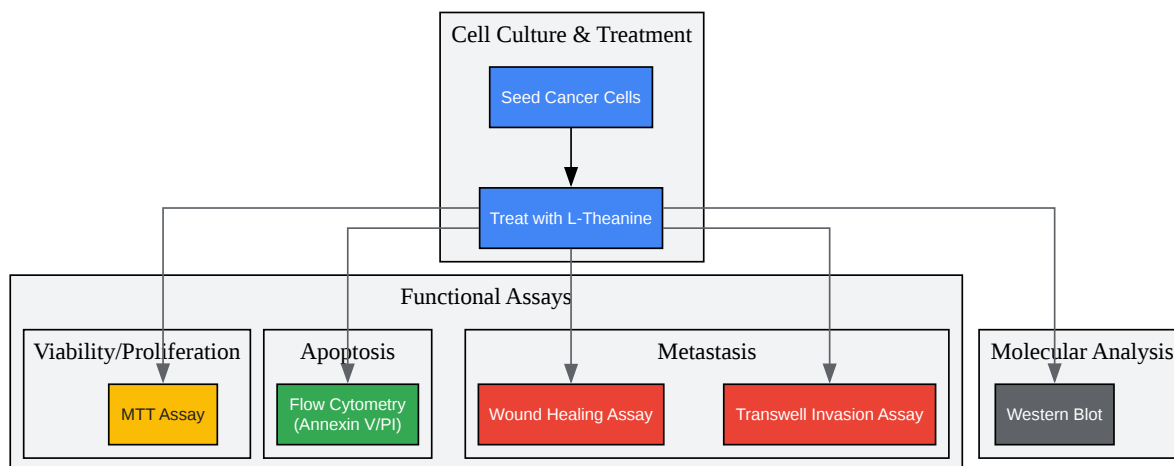 Cell Culture & Treatment
Seed Cancer Cells
Treat with L-Theanine
Functional Assays
Viability/Proliferation
Apoptosis
Metastasis
Molecular Analysis
MTT Assay
Flow Cytometry
(Annexin V/PI)
Wound Healing Assay
Transwell Invasion Assay
Western Blot